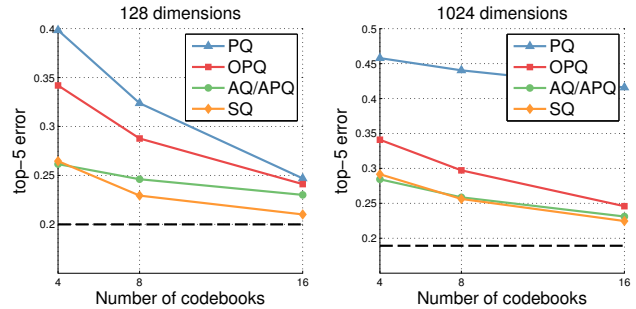 128 dimensions
0.4
0.35
0.3
0.25
0.2
4
8
16
top-5 error
Number of codebooks
PQ
OPQ
AQ/APQ
SQ
1024 dimensions
0.5
0.45
0.4
0.35
0.3
0.25
0.2
4
8
16
top-5 error
Number of codebooks
PQ
OPQ
AQ/APQ
SQ